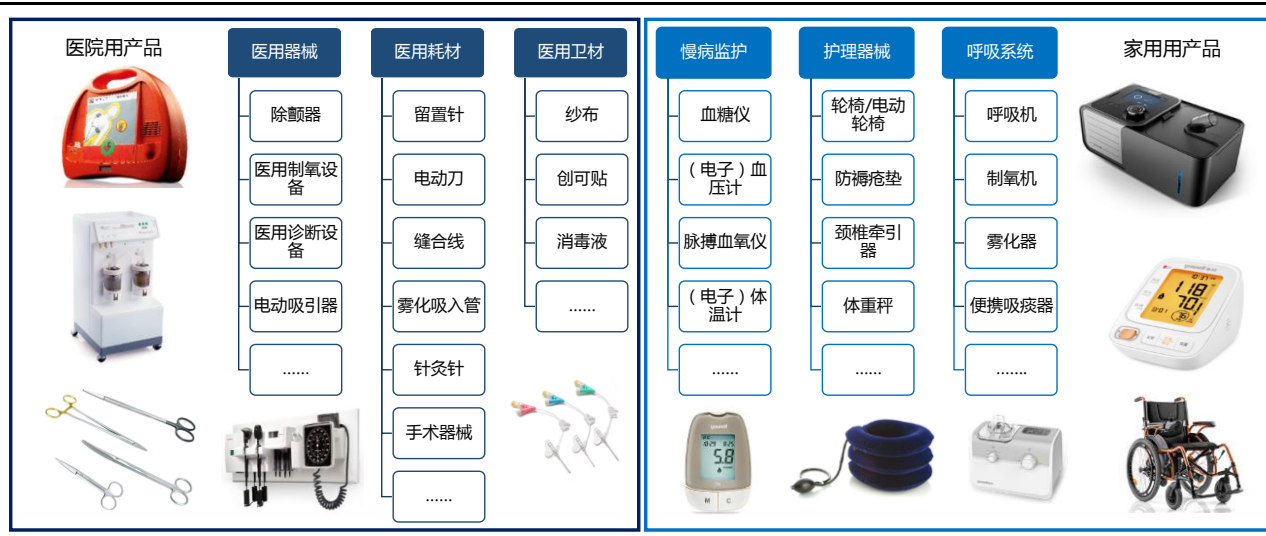 医院用产品
医用器械
除颤器
医用制氧设
备
医用诊断设
备
电动吸引器
......
医用耗材
留置针
电动刀
缝合线
雾化吸入管
针灸针
手术器械
......
医用卫材
纱布
创可贴
消毒液
......
慢病监护
血糖仪
（电子）血
压计
脉搏血氧仪
（电子）体
温计
......
护理器械
轮椅/电动
轮椅
防褥疮垫
颈椎牵引
器
体重秤
......
呼吸系统
呼吸机
制氧机
雾化器
便携吸痰器
.......
家用用产品
118
70
5.8
M C